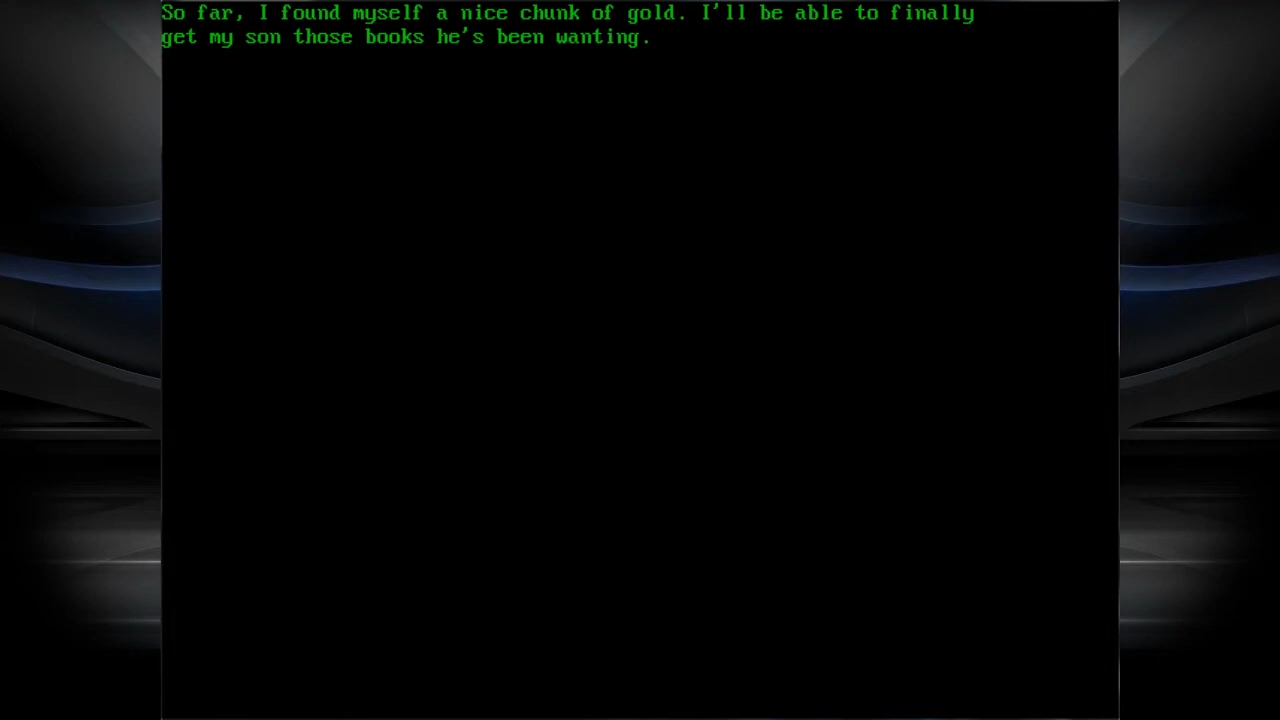 So far, I found myself a nice chunk of gold. I'll be able to finally
get my son those books he's been wanting.